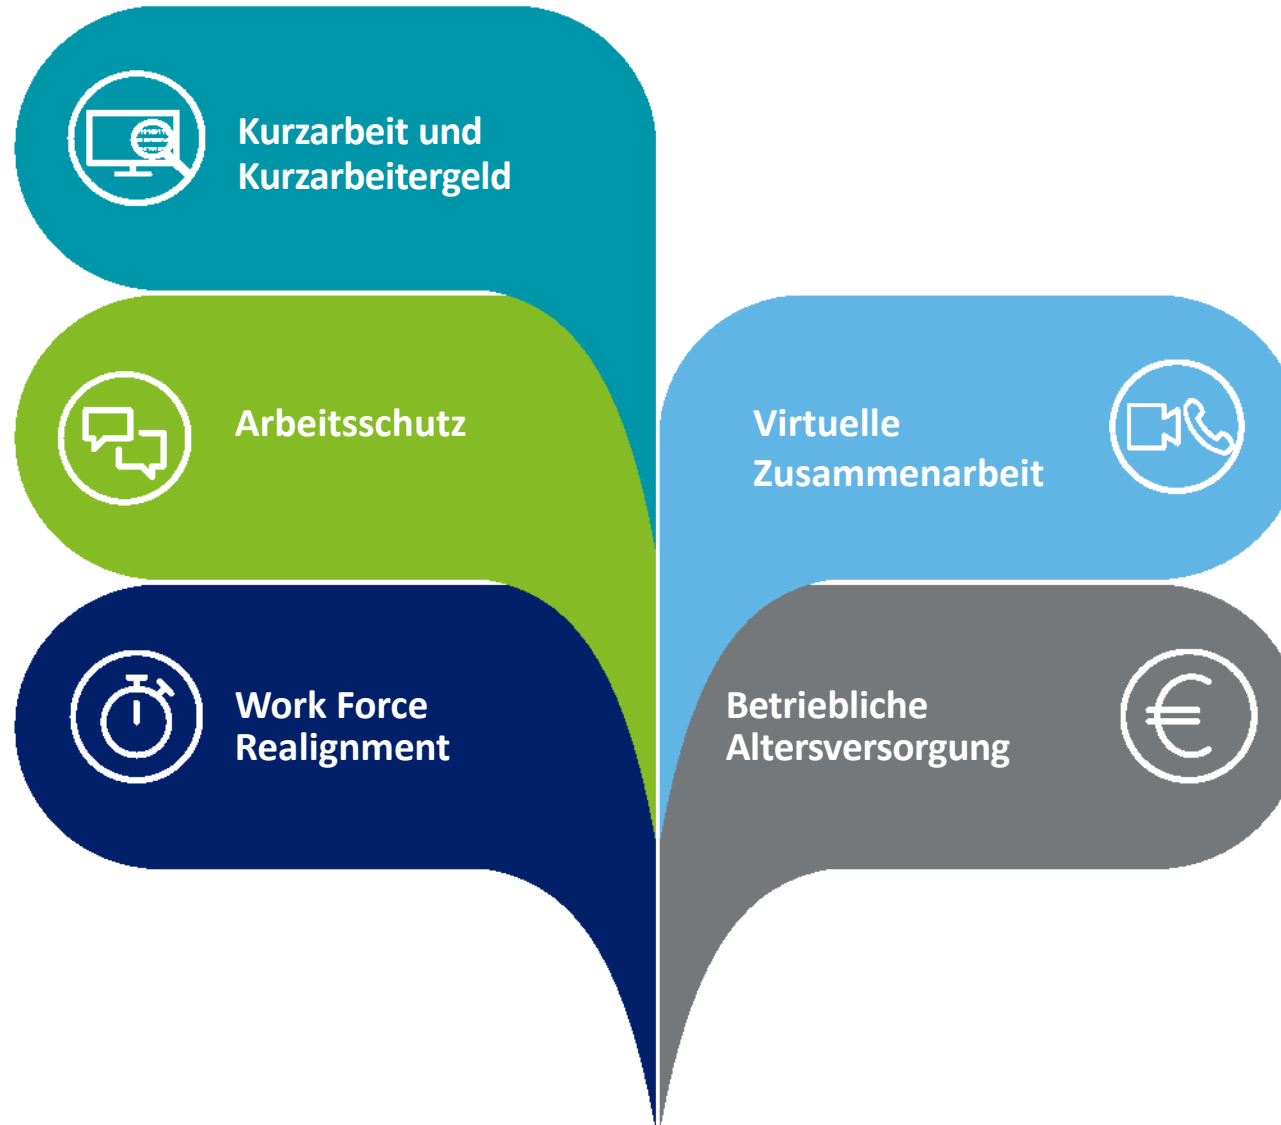 Kurzarbeit und
Kurzarbeitergeld
Arbeitsschutz
Work Force
Realignment
Virtuelle
Zusammenarbeit
Betriebliche
Altersversorgung